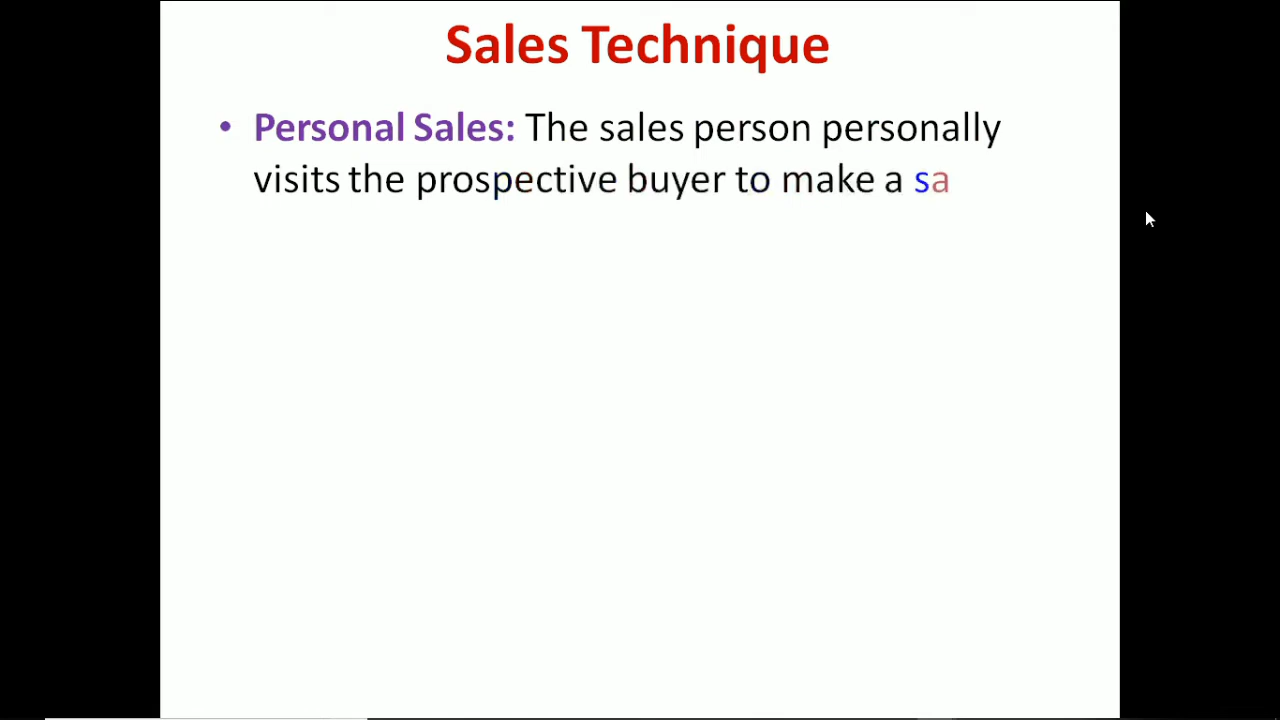 Sales Technique
• Personal Sales: The sales person personally
visits the prospective buyer to make a sa